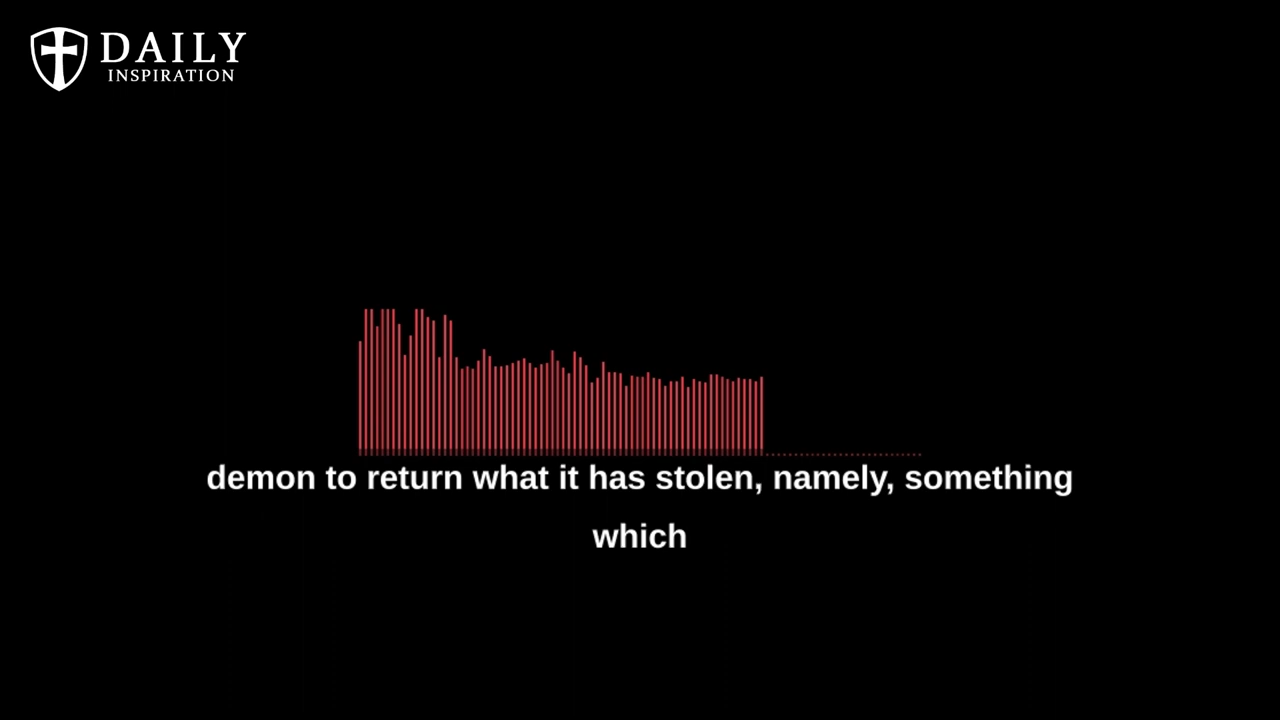 DAILY
INSPIRATION
demon to return what it has stolen, namely, something
which